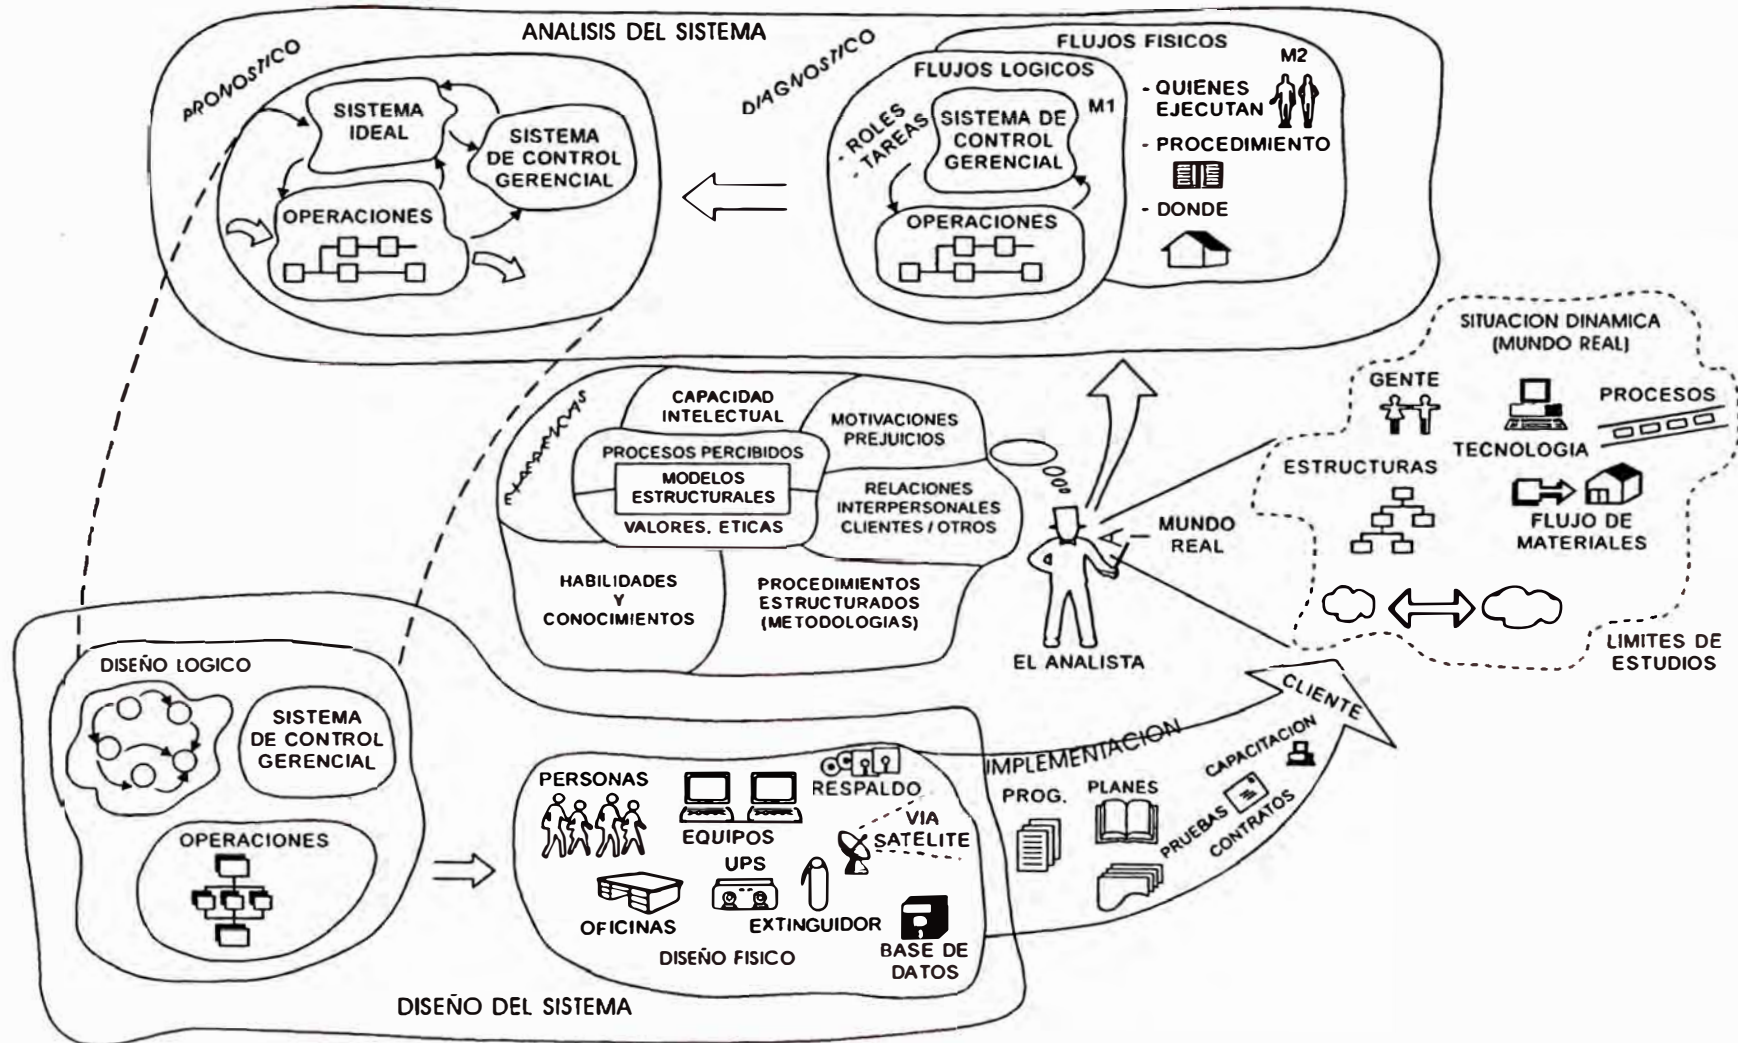 ANALISIS DEL SISTEMA
PRONOSTICO
SISTEMA
IDEAL
SISTEMA
DE CONTROL
GERENCIAL
OPERACIONES
DIAGNOSTICO
FLUJOS LOGICOS
M1
- ROLES
- TAREAS
SISTEMA DE
CONTROL
GERENCIAL
OPERACIONES
FLUJOS FISICOS
M2
- QUIENES
EJECUTAN
- PROCEDIMIENTO
- DONDE
SITUACION DINAMICA
(MUNDO REAL)
GENTE
TECNOLOGIA
PROCESOS
ESTRUCTURAS
FLUJO DE
MATERIALES
LIMITES DE
ESTUDIOS
EXPERIENCIAS
CAPACIDAD
INTELECTUAL
MOTIVACIONES
PREJUICIOS
PROCESOS PERCIBIDOS
MODELOS
ESTRUCTURALES
VALORES, ETICAS
RELACIONES
INTERPERSONALES
CLIENTES / OTROS
HABILIDADES
Y
CONOCIMIENTOS
PROCEDIMIENTOS
ESTRUCTURADOS
(METODOLOGIAS)
EL ANALISTA
MUNDO
REAL
DISEÑO LOGICO
SISTEMA
DE CONTROL
GERENCIAL
OPERACIONES
PERSONAS
EQUIPOS
RESPALDO
VIA
SATELITE
UPS
OFICINAS
EXTINGUIDOR
BASE DE
DATOS
DISEÑO FISICO
DISEÑO DEL SISTEMA
IMPLEMENTACION
PROG.
PLANES
PRUEBAS
CAPACITACION
CONTRATOS
CLIENTE